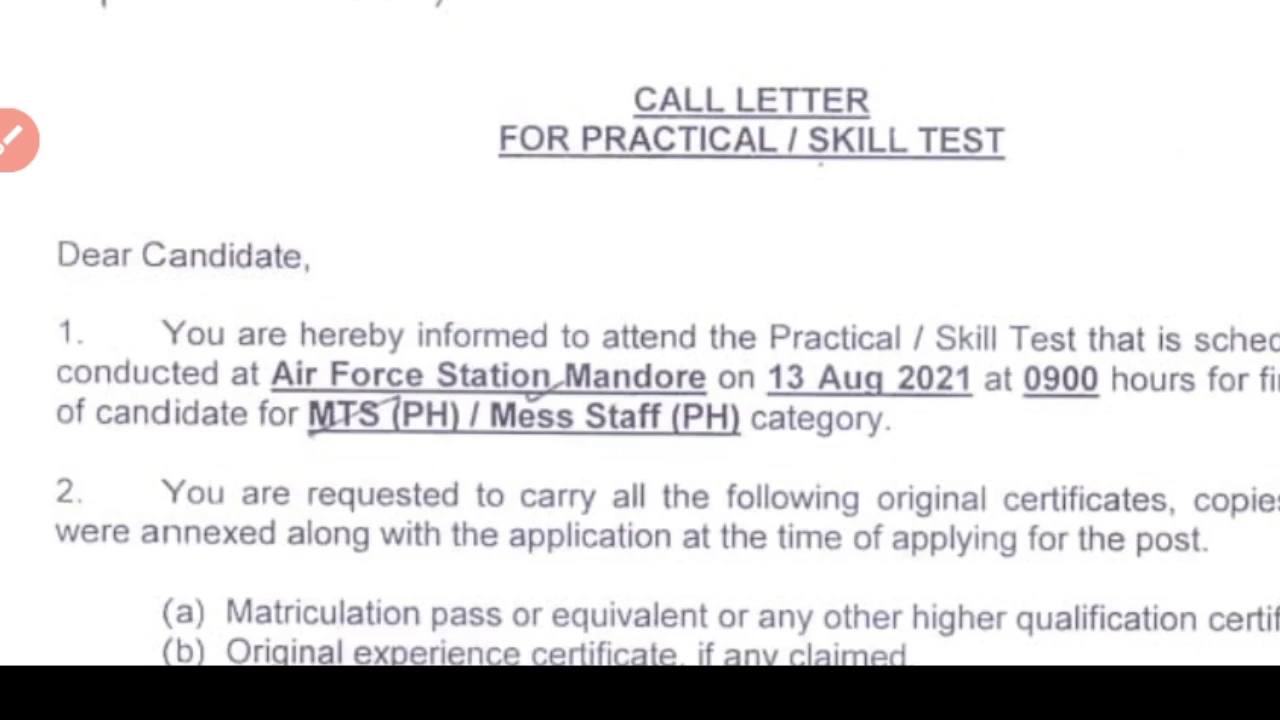 CALL LETTER
FOR PRACTICAL / SKILL TEST
Dear Candidate,
1. You are hereby informed to attend the Practical / Skill Test that is sched
conducted at Air Force Station Mandore on 13 Aug 2021 at 0900 hours for fi
of candidate for MTS (PH) / Mess Staff (PH) category.
2. You are requested to carry all the following original certificates, copies
were annexed along with the application at the time of applying for the post.
(a) Matriculation pass or equivalent or any other higher qualification certif
(b) Original experience certificate, if any claimed